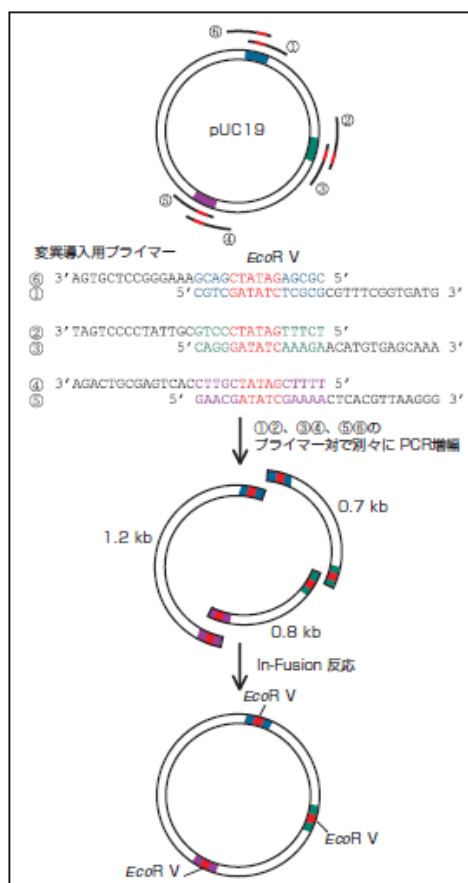 ⑥
①
pUC19
②
③
⑤
④
変異導入用プライマー
EcoR V
⑥ 3’AGTGCTCCGGGAAAGCAGCTATAGAGCGC 5’
① 5’CGTCGATATCTCGCGCGTTTCGGTGATG 3’
② 3’TAGTCCCCTATTGCGTCCCTATAGTTTCT 5’
③ 5’CAGGGATATCAAAGAACATGTGAGCAAA 3’
④ 3’AGACTGCGAGTCACCTTGCTATAGCTTTT 5’
⑤ 5’ GAACGATATCGAAAACTCACGTTAAGGG 3’
①②、③④、⑤⑥の
プライマー対で別々に PCR増幅
1.2 kb
0.7 kb
0.8 kb
In-Fusion 反応
EcoR V
EcoR V
EcoR V